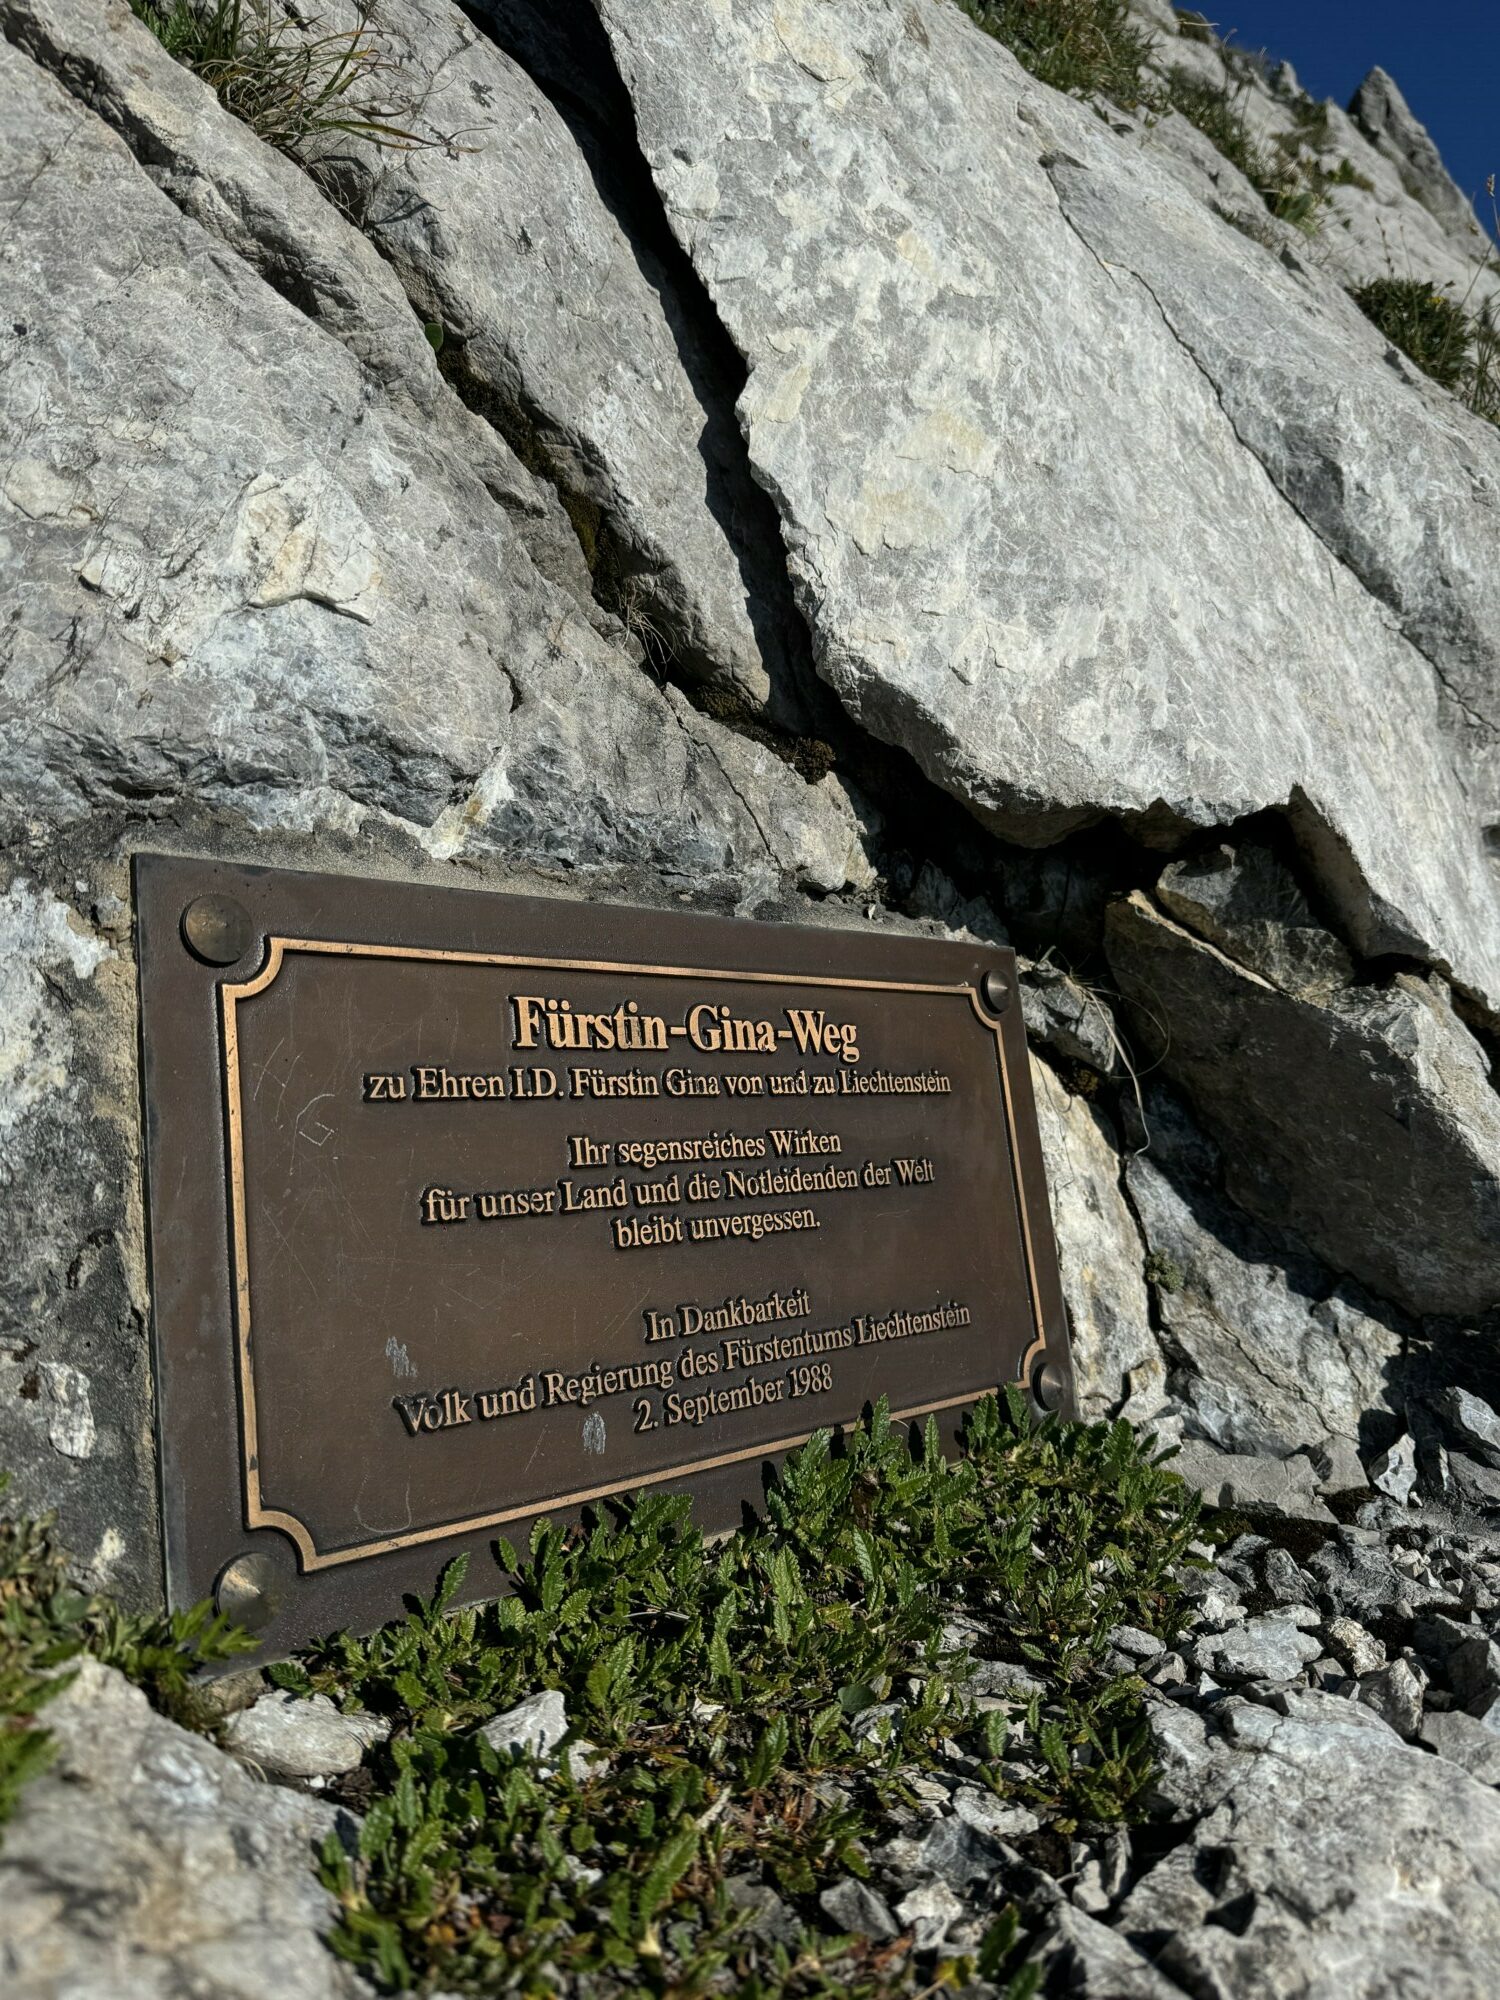 Fürstin-Gina-Weg
zu Ehren I.D. Fürstin Gina von und zu Liechtenstein
Ihr segensreiches Wirken
für unser Land und die Notleidenden der Welt
bleibt unvergessen.
In Dankbarkeit
Volk und Regierung des Fürstentums Liechtenstein
2. September 1988